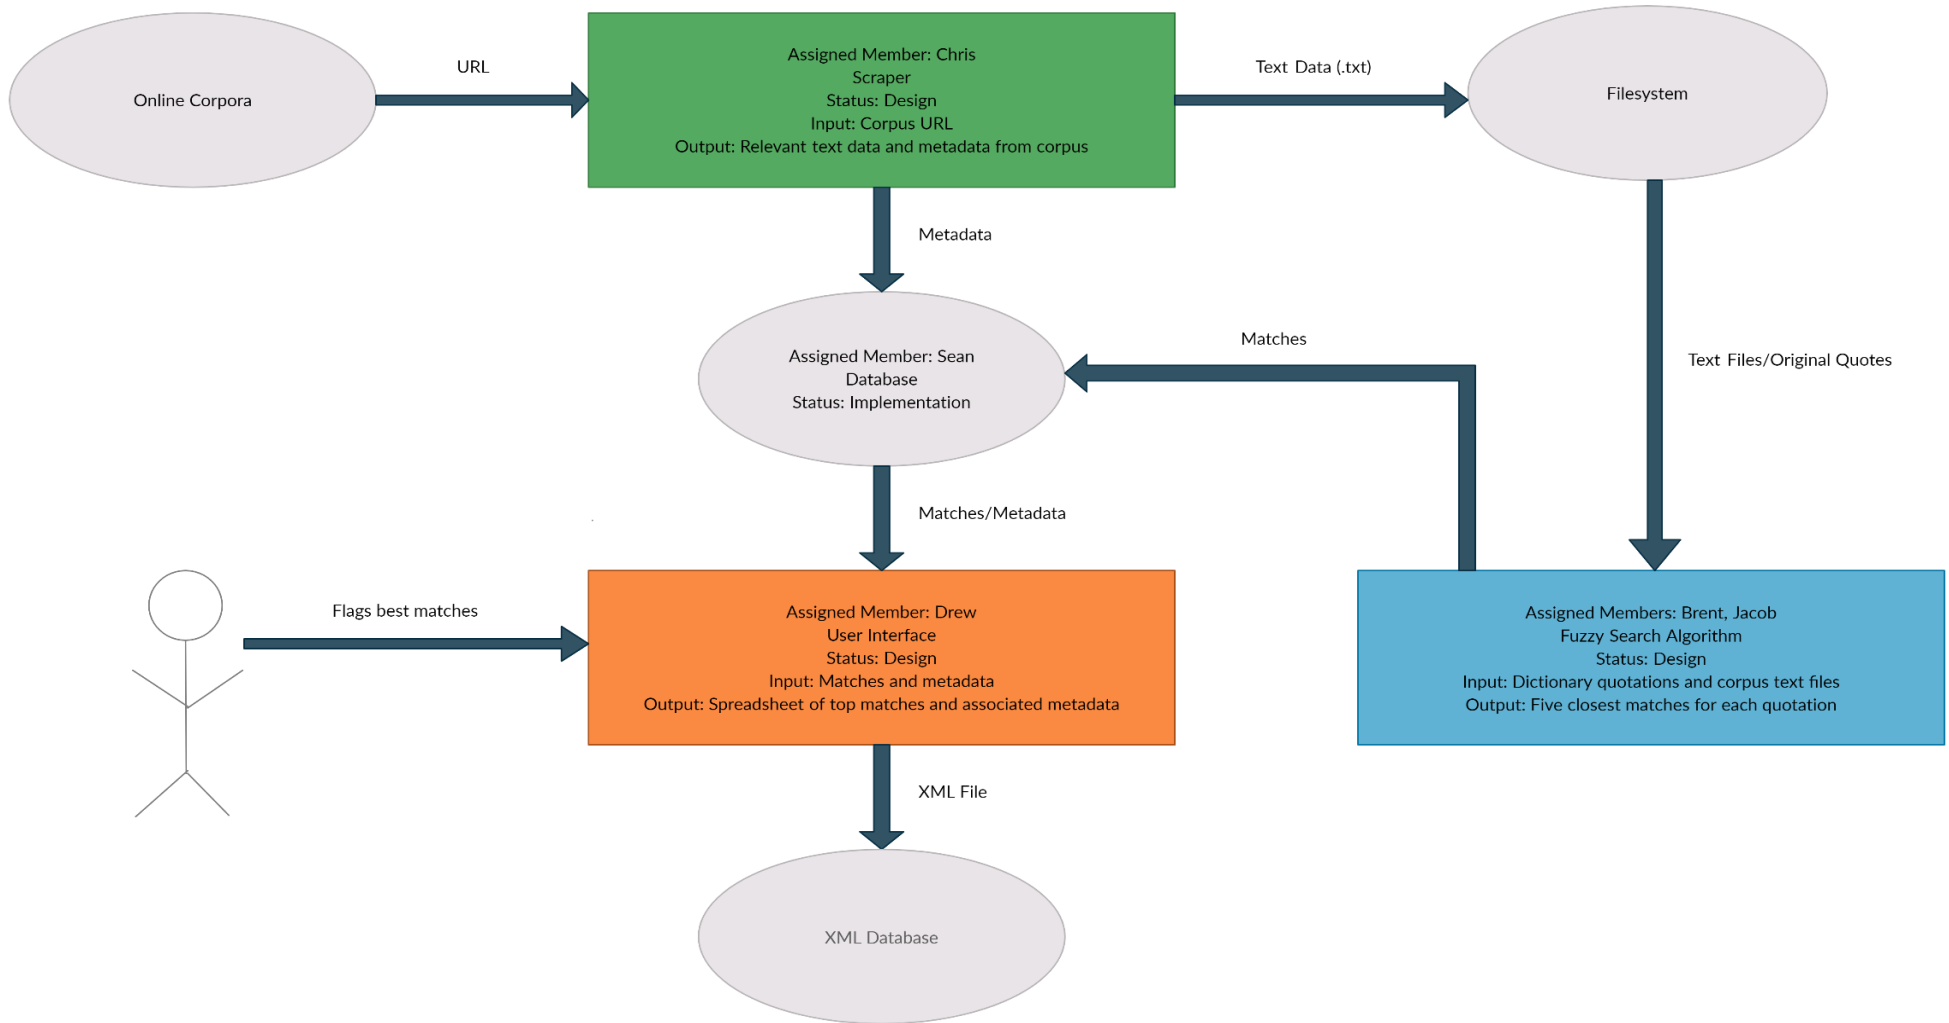 Online Corpora
URL
Assigned Member: Chris
Scraper
Status: Design
Input: Corpus URL
Output: Relevant text data and metadata from corpus
Text Data (.txt)
Filesystem
Metadata
Assigned Member: Sean
Database
Status: Implementation
Matches
Text Files/Original Quotes
Matches/Metadata
Flags best matches
Assigned Member: Drew
User Interface
Status: Design
Input: Matches and metadata
Output: Spreadsheet of top matches and associated metadata
Assigned Members: Brent, Jacob
Fuzzy Search Algorithm
Status: Design
Input: Dictionary quotations and corpus text files
Output: Five closest matches for each quotation
XML File
XML Database